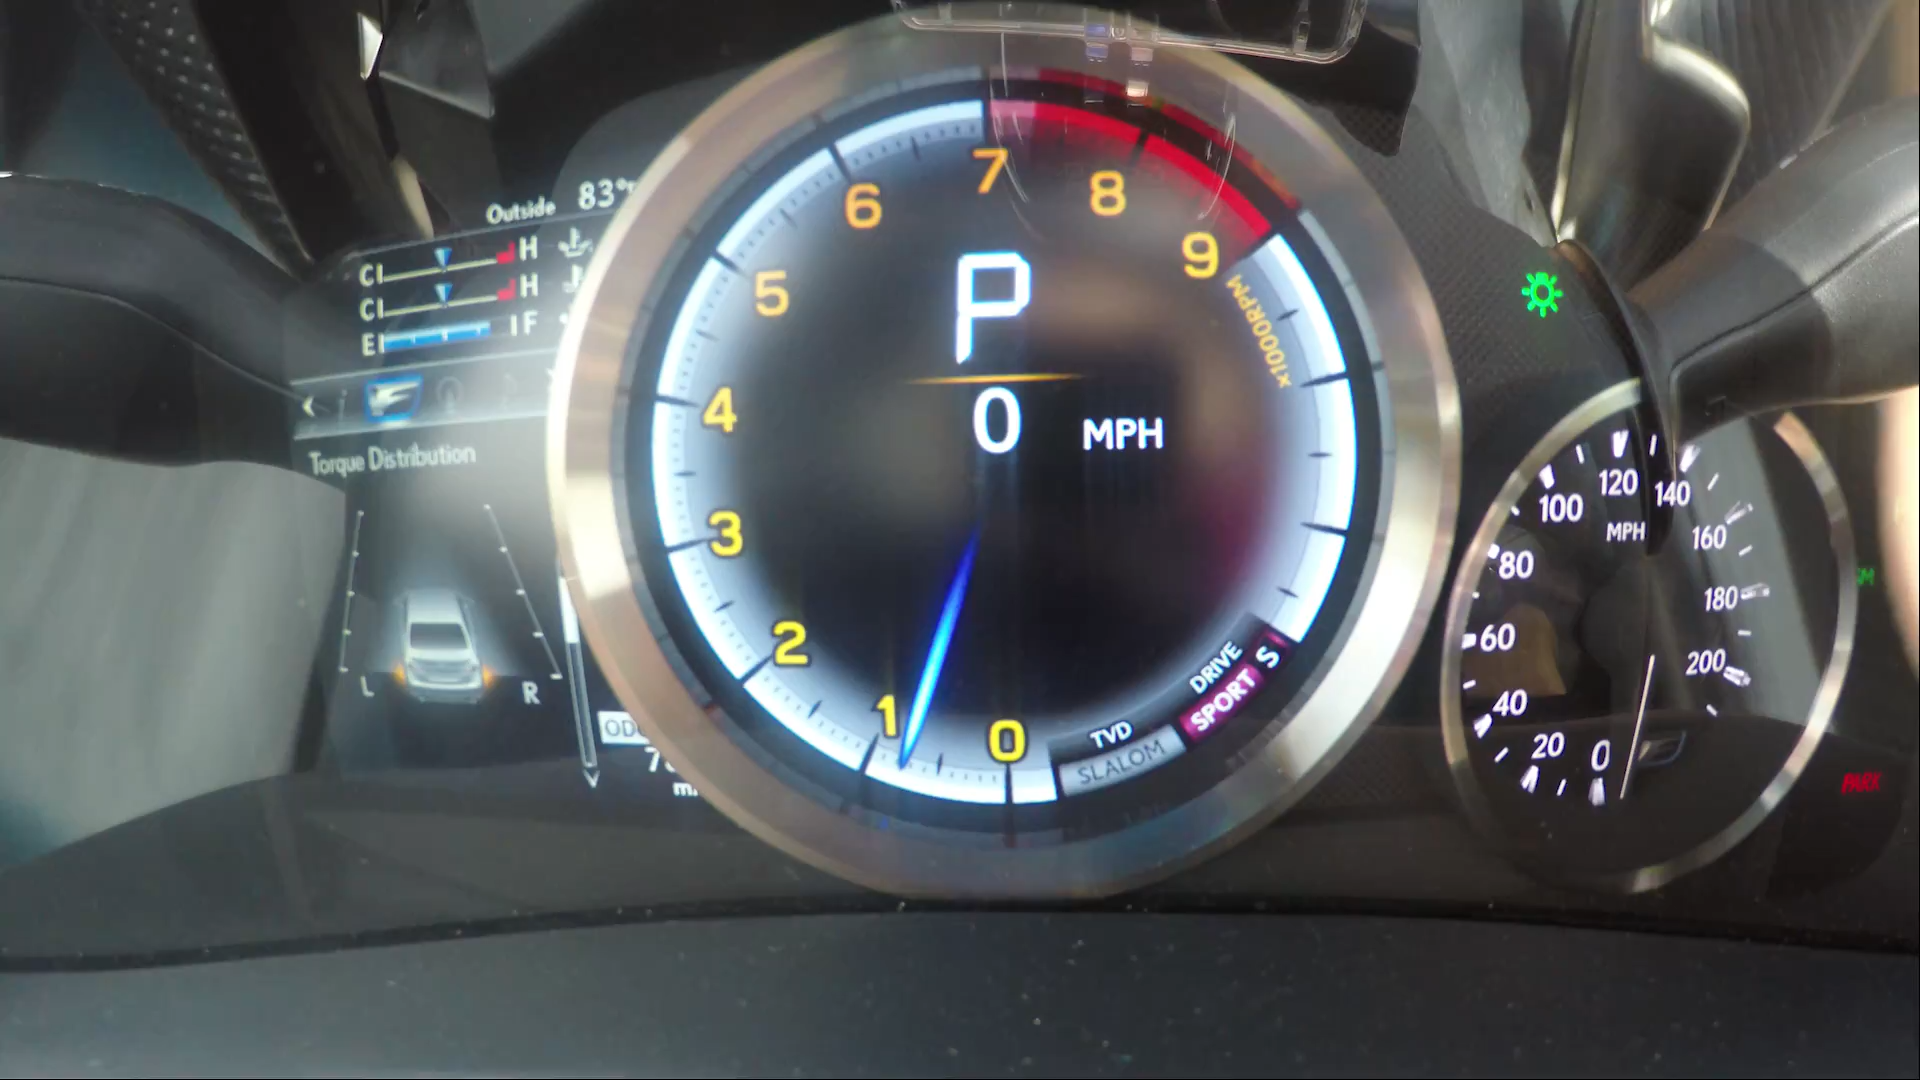 Outside 83°F
C H
C H
E F
Torque Distribution
L R
7
6 8
5 9
x1000RPM
4
3
2
1
0
P
0 MPH
DRIVE
SPORT S
TVD
SLALOM
120
100 140
MPH
80 160
60 180
40 200
20 0
PARK